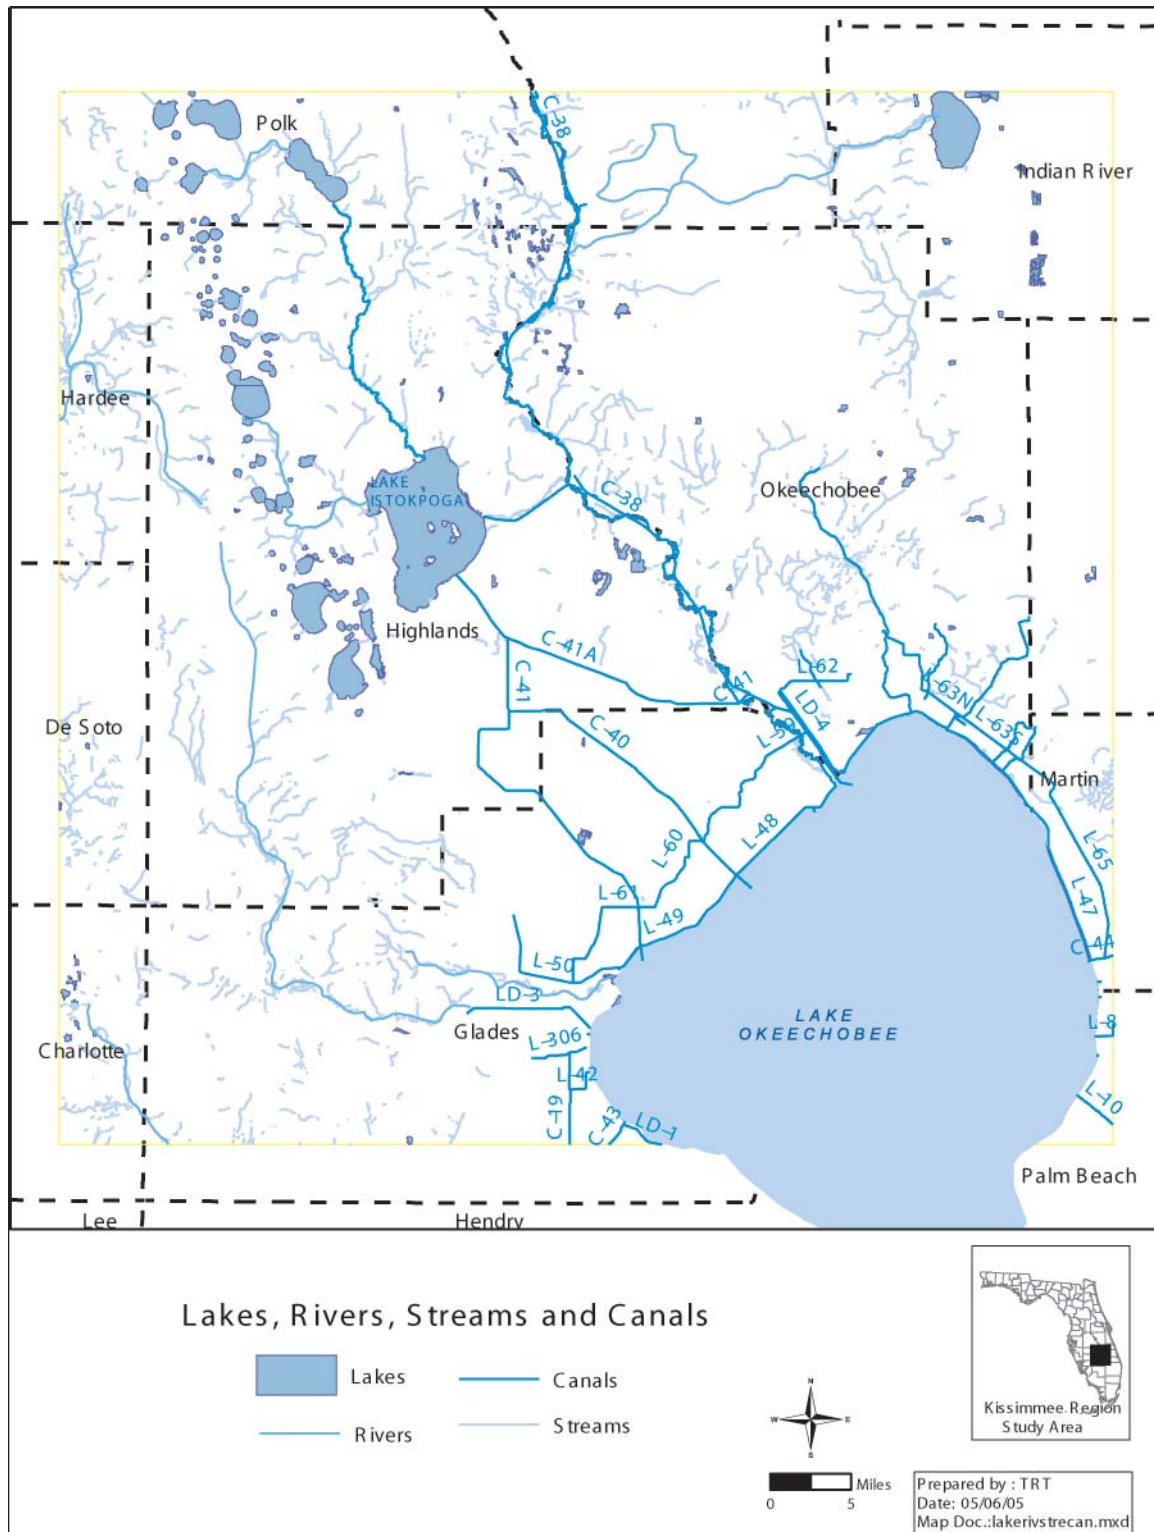 C-38
Polk
Indian River
Hardee
LAKE
ISTOKPOGA
C-38
Okeechobee
Highlands
C-41A
C-41
C-41
L-62
LD-4
L-63N
L-63S
De Soto
C-40
L-59
Martin
L-60
L-48
L-65
L-61
L-49
L-47
C-44
L-50
LD-3
LAKE
OKEECHOBEE
Glades
L-306
L-8
Charlotte
L-42
C-19
C-43
LD-1
L-10
Palm Beach
Lee
Hendry
Lakes, Rivers, Streams and Canals
Lakes
Canals
Rivers
Streams
N
W
E
S
Miles
0
5
Kissimmee Region
Study Area
Prepared by : TRT
Date: 05/06/05
Map Doc.:lakerivstrecan.mxd